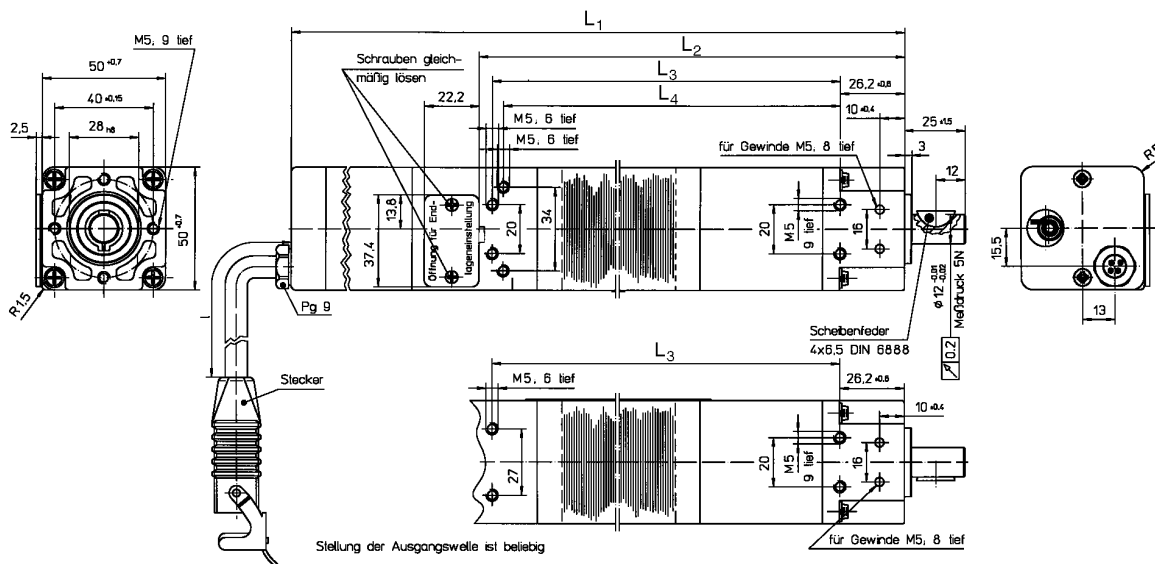 L₁
M5, 9 tief
L₂
Schrauben gleich-
mäßig lösen
50 +0,7
L₃
26,2 +0,8
40 +0,15
22,2
L₄
10 +0,4
25 +1,5
2,5
28 h8
M5, 6 tief
M5, 6 tief
für Gewinde M5, 8 tief
3
12
13,8
37,4
Öffnung für End-
lageneinstellung
20
34
20
M5
9 tief
16
50 +0,7
15,5
R 1,5
Pg 9
l
ϕ 12 -0,01 -0,02
Meßdruck 5N
13
Scheibenfeder
4x6,5 DIN 6888
0.2
L₃
26,2 +0,8
Stecker
M5, 6 tief
10 +0,4
27
20
M5
9 tief
16
Stellung der Ausgangswelle ist beliebig
für Gewinde M5, 8 tief